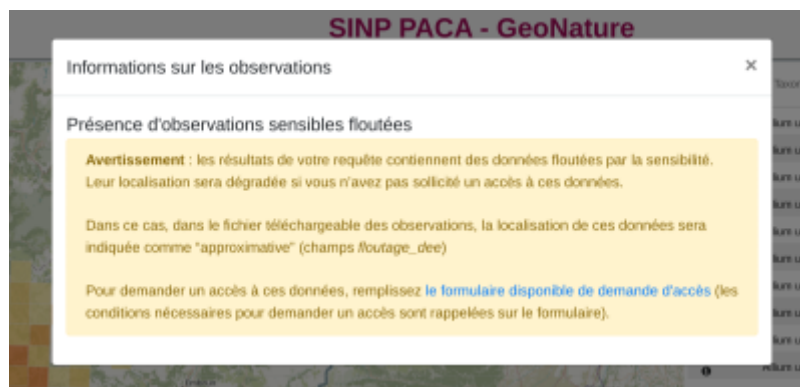 SINP PACA - GeoNature
Informations sur les observations
×
Présence d'observations sensibles floutées
Avertissement : les résultats de votre requête contiennent des données floutées par la sensibilité.
Leur localisation sera dégradée si vous n'avez pas sollicité un accès à ces données.
Dans ce cas, dans le fichier téléchargeable des observations, la localisation de ces données sera
indiquée comme "approximative" (champs floutage_dee)
Pour demander un accès à ces données, remplissez le formulaire disponible de demande d'accès (les
conditions nécessaires pour demander un accès sont rappelées sur le formulaire).